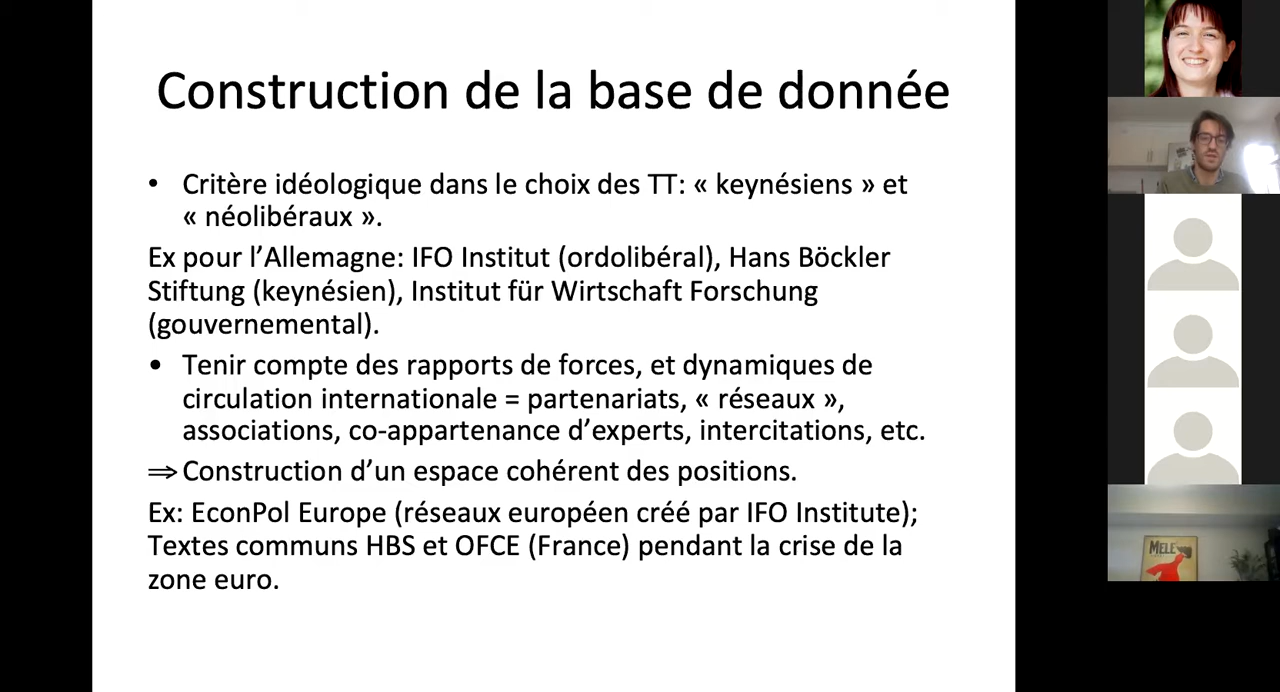 Construction de la base de donnée
• Critère idéologique dans le choix des TT: « keynésiens » et
« néolibéraux ».
Ex pour l’Allemagne: IFO Institut (ordolibéral), Hans Böckler
Stiftung (keynésien), Institut für Wirtschaft Forschung
(gouvernemental).
• Tenir compte des rapports de forces, et dynamiques de
circulation internationale = partenariats, « réseaux »,
associations, co-appartenance d’experts, intercitations, etc.
⇒ Construction d’un espace cohérent des positions.
Ex: EconPol Europe (réseaux européen créé par IFO Institute);
Textes communs HBS et OFCE (France) pendant la crise de la
zone euro.
MELE